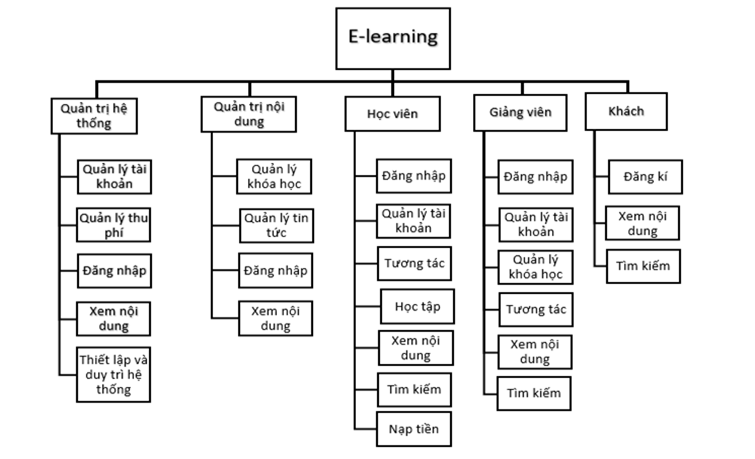 E-learning
Quản trị hệ
thống
Quản lý tài
khoản
Quản lý thu
phí
Đăng nhập
Xem nội
dung
Thiết lập và
duy trì hệ
thống
Quản trị nội
dung
Quản lý
khóa học
Quản lý tin
tức
Đăng nhập
Xem nội
dung
Học viên
Đăng nhập
Quản lý tài
khoản
Tương tác
Học tập
Xem nội
dung
Tìm kiếm
Nạp tiền
Giảng viên
Đăng nhập
Quản lý tài
khoản
Quản lý
khóa học
Tương tác
Xem nội
dung
Tìm kiếm
Khách
Đăng kí
Xem nội
dung
Tìm kiếm